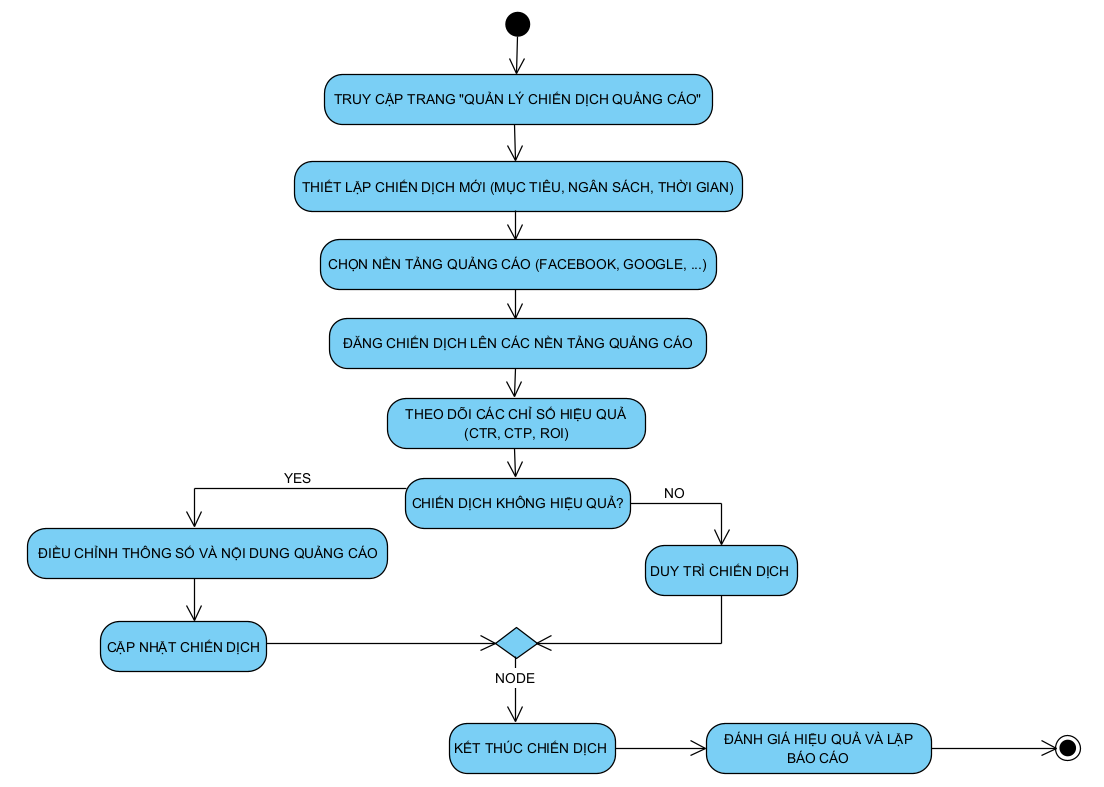 TRUY CẬP TRANG "QUẢN LÝ CHIẾN DỊCH QUẢNG CÁO"
THIẾT LẬP CHIẾN DỊCH MỚI (MỤC TIÊU, NGÂN SÁCH, THỜI GIAN)
CHỌN NỀN TẢNG QUẢNG CÁO (FACEBOOK, GOOGLE, ...)
ĐĂNG CHIẾN DỊCH LÊN CÁC NỀN TẢNG QUẢNG CÁO
THEO DÕI CÁC CHỈ SỐ HIỆU QUẢ
(CTR, CTP, ROI)
YES
CHIẾN DỊCH KHÔNG HIỆU QUẢ?
NO
ĐIỀU CHỈNH THÔNG SỐ VÀ NỘI DUNG QUẢNG CÁO
DUY TRÌ CHIẾN DỊCH
CẬP NHẬT CHIẾN DỊCH
NODE
KẾT THÚC CHIẾN DỊCH
ĐÁNH GIÁ HIỆU QUẢ VÀ LẬP
BÁO CÁO